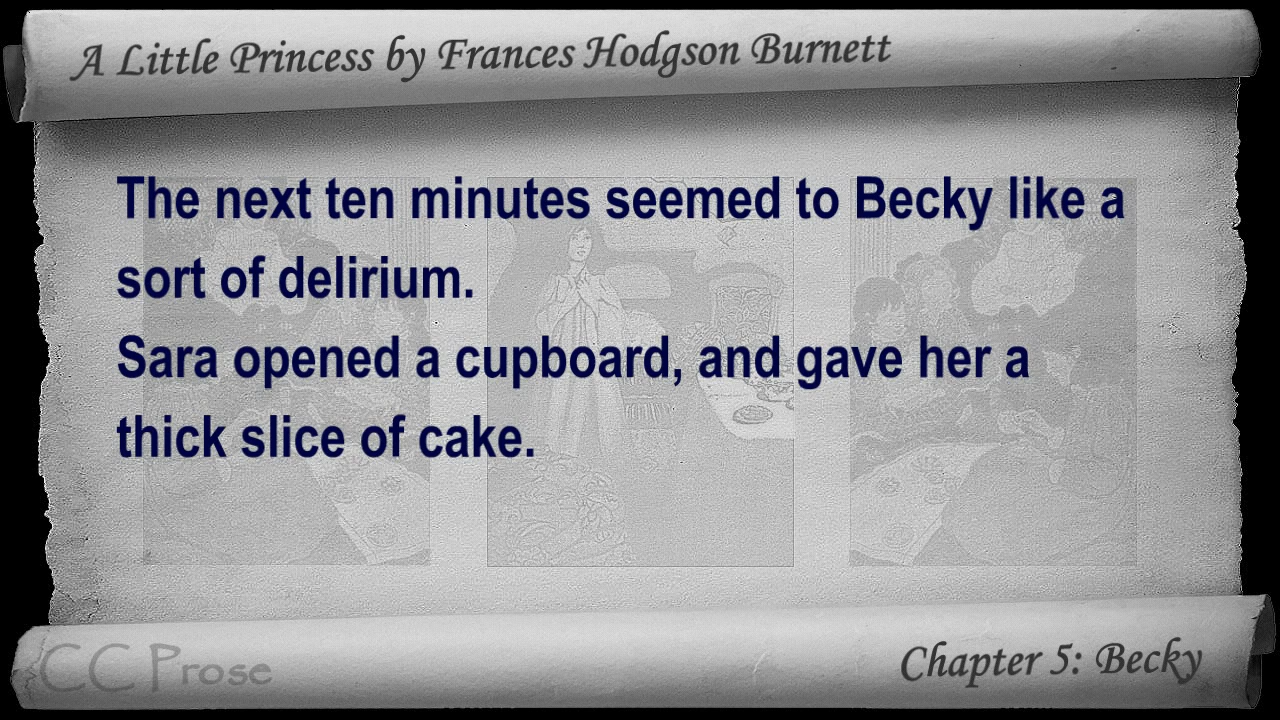 A Little Princess by Frances Hodgson Burnett
The next ten minutes seemed to Becky like a
sort of delirium.
Sara opened a cupboard, and gave her a
thick slice of cake.
CC Prose
Chapter 5: Becky